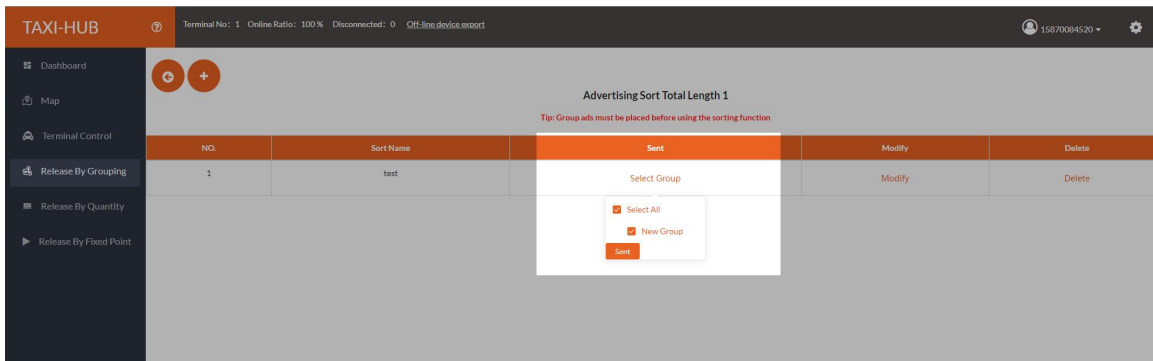 TAXI-HUB
Terminal No: 1 Online Ratio: 100 % Disconnected: 0 Off-line device export
15870084520
Dashboard
Map
Terminal Control
Release By Grouping
Release By Quantity
Release By Fixed Point
Advertising Sort Total Length 1
Tip: Group ads must be placed before using the sorting function
NO. Sort Name Sent Modify Delete
1 test Select Group Modify Delete
Select All
New Group
Sent